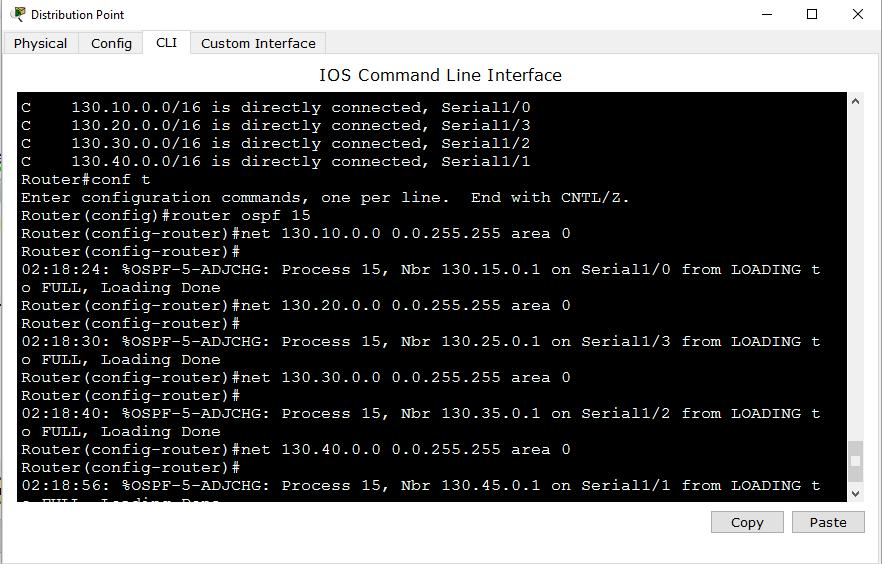 Distribution Point
Physical Config CLI Custom Interface
IOS Command Line Interface
C    130.10.0.0/16 is directly connected, Serial1/0
C    130.20.0.0/16 is directly connected, Serial1/3
C    130.30.0.0/16 is directly connected, Serial1/2
C    130.40.0.0/16 is directly connected, Serial1/1
Router#conf t
Enter configuration commands, one per line.  End with CNTL/Z.
Router(config)#router ospf 15
Router(config-router)#net 130.10.0.0 0.0.255.255 area 0
Router(config-router)#
02:18:24: %OSPF-5-ADJCHG: Process 15, Nbr 130.15.0.1 on Serial1/0 from LOADING t
o FULL, Loading Done
Router(config-router)#net 130.20.0.0 0.0.255.255 area 0
Router(config-router)#
02:18:30: %OSPF-5-ADJCHG: Process 15, Nbr 130.25.0.1 on Serial1/3 from LOADING t
o FULL, Loading Done
Router(config-router)#net 130.30.0.0 0.0.255.255 area 0
Router(config-router)#
02:18:40: %OSPF-5-ADJCHG: Process 15, Nbr 130.35.0.1 on Serial1/2 from LOADING t
o FULL, Loading Done
Router(config-router)#net 130.40.0.0 0.0.255.255 area 0
Router(config-router)#
02:18:56: %OSPF-5-ADJCHG: Process 15, Nbr 130.45.0.1 on Serial1/1 from LOADING t
o FULL, Loading Done
Copy Paste